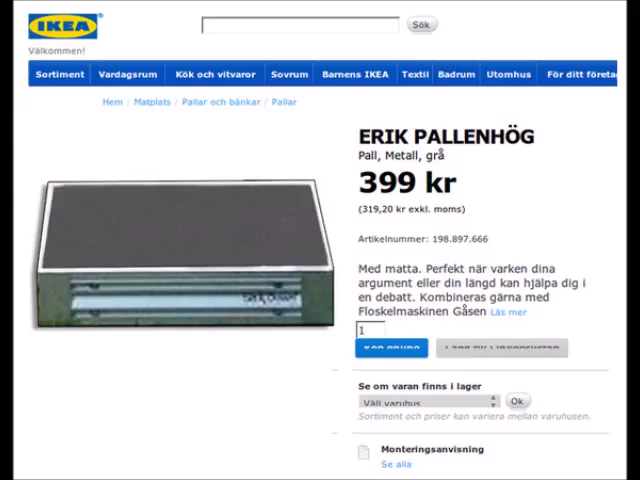 IKEA
Sök
Välkommen!
Sortiment Vardagsrum Kök och vitvaror Sovrum Barnens IKEA Textil Badrum Utomhus För ditt företa
Hem / Matplats / Pallar och bänkar / Pallar
ERIK PALLENHÖG
Pall, Metall, grå
399 kr
(319,20 kr exkl. moms)
Artikelnummer: 198.897.666
Med matta. Perfekt när varken dina
argument eller din längd kan hjälpa dig i
en debatt. Kombineras gärna med
Floskelmaskinen Gåsen Läs mer
1
Se om varan finns i lager
Välj varuhus Ok
Sortiment och priser kan variera mellan varuhusen.
Monteringsanvisning
Se alla